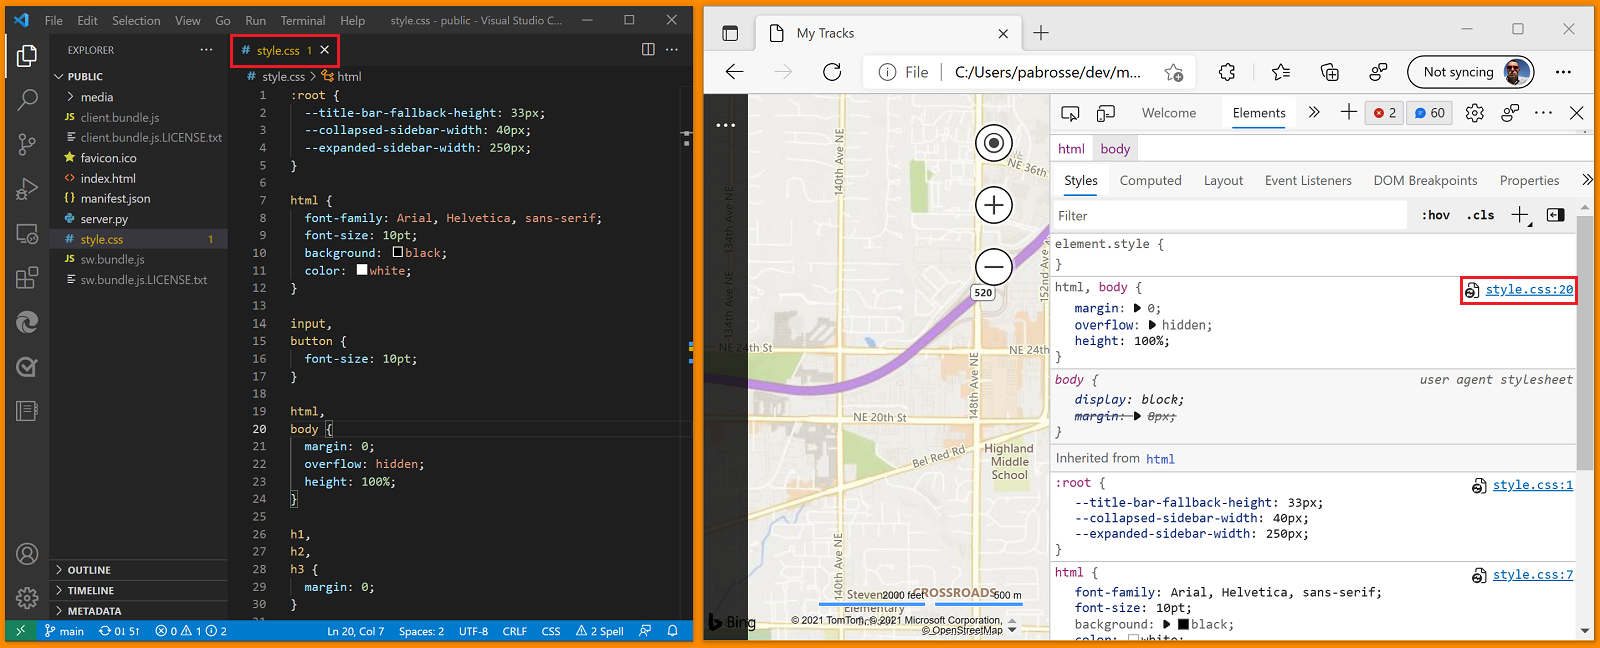 File Edit Selection View Go Run Terminal Help style.css - public - Visual Studio C...
EXPLORER
PUBLIC
media
JS client.bundle.js
client.bundle.js.LICENSE.txt
favicon.ico
<> index.html
{} manifest.json
server.py
# style.css 1
JS sw.bundle.js
sw.bundle.js.LICENSE.txt
OUTLINE
TIMELINE
METADATA
# style.css 1
# style.css > html
1 :root {
2 --title-bar-fallback-height: 33px;
3 --collapsed-sidebar-width: 40px;
4 --expanded-sidebar-width: 250px;
5 }
6
7 html {
8 font-family: Arial, Helvetica, sans-serif;
9 font-size: 10pt;
10 background: black;
11 color: white;
12 }
13
14 input,
15 button {
16 font-size: 10pt;
17 }
18
19 html,
20 body {
21 margin: 0;
22 overflow: hidden;
23 height: 100%;
24 }
25
26 h1,
27 h2,
28 h3 {
29 margin: 0;
30 }
main 0↓ 5↑ 0 1 2 Ln 20, Col 7 Spaces: 2 UTF-8 CRLF CSS 2 Spell
My Tracks
File C:/Users/pabrosse/dev/m... Not syncing
140th Ave NE
NE 36th
134th Ave NE
134th Ave NE
152nd Ave
520
NE 24th St
NE 24th
148th Ave NE
NE 20th St
Bel Red Rd
Highland
Middle
School
140th Ave NE
Steven
2000 feet
CROSSROADS
500 m
Elementary
Bing
© 2021 TomTom, © 2021 Microsoft Corporation,
© OpenStreetMap
Welcome Elements 2 60
html body
Styles Computed Layout Event Listeners DOM Breakpoints Properties
Filter :hov .cls
element.style {
}
html, body { style.css:20
margin: 0;
overflow: hidden;
height: 100%;
}
body { user agent stylesheet
display: block;
margin: 8px;
}
Inherited from html
:root { style.css:1
--title-bar-fallback-height: 33px;
--collapsed-sidebar-width: 40px;
--expanded-sidebar-width: 250px;
}
html { style.css:7
font-family: Arial, Helvetica, sans-serif;
font-size: 10pt;
background: black;
color: white;